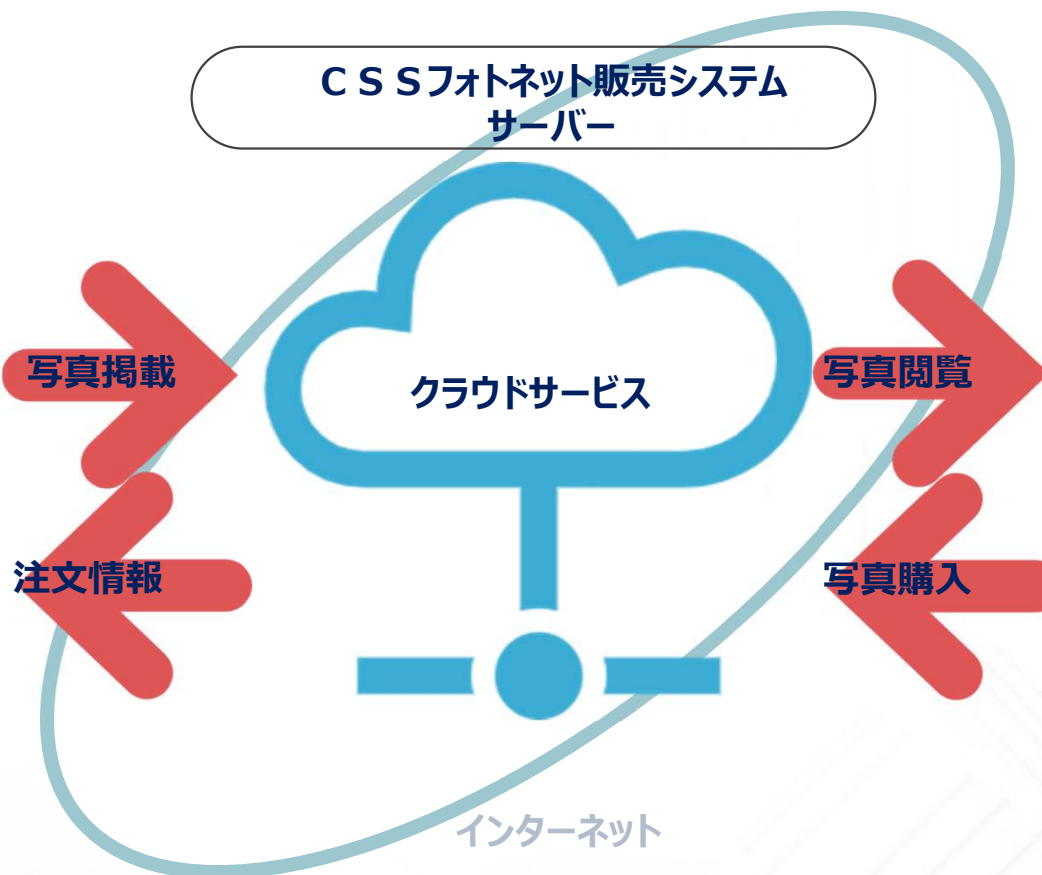 ＣＳＳフォトネット販売システム
サーバー
写真掲載
クラウドサービス
写真閲覧
注文情報
写真購入
インターネット